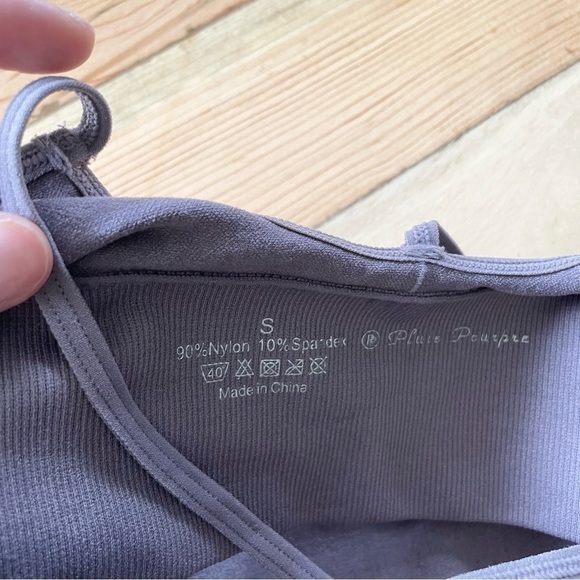 S
90%Nylon 10%Spandex
40
Made in China
Pluie Pourpre